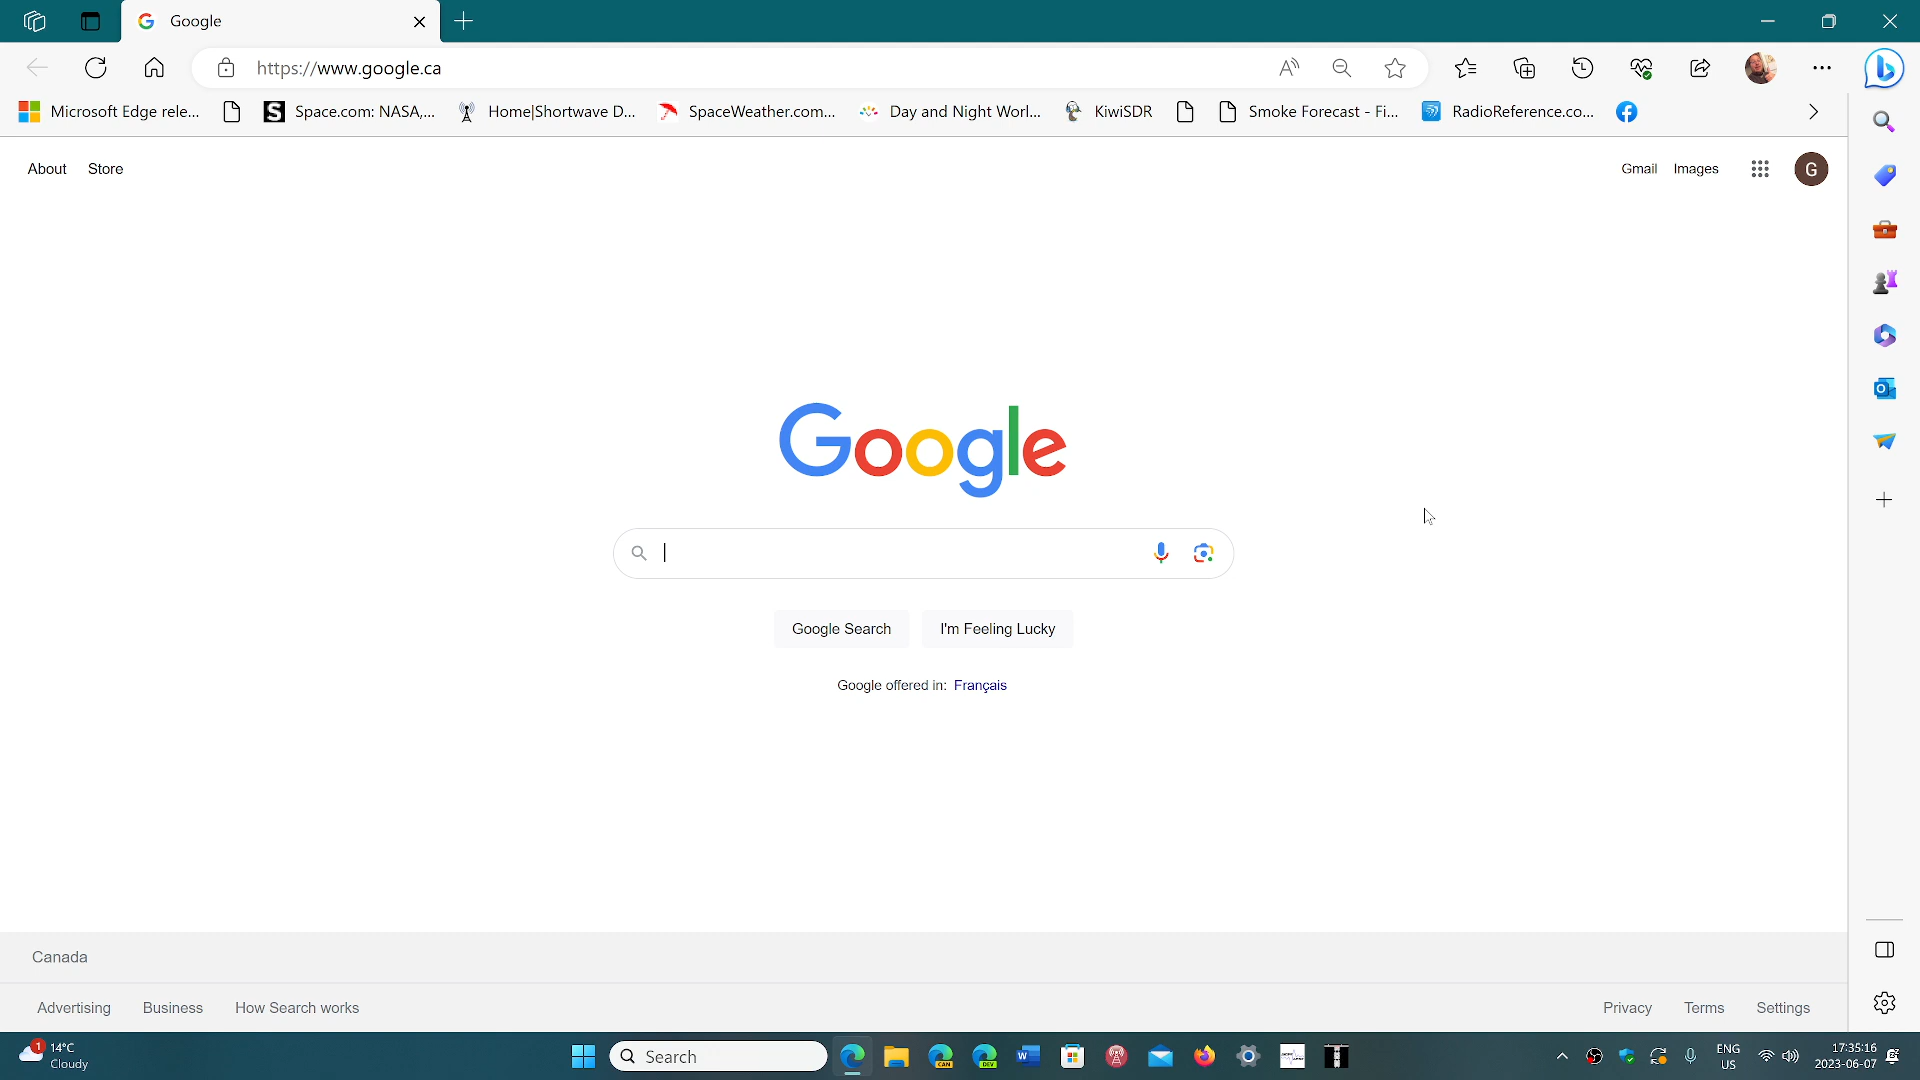 Google
https://www.google.ca
Microsoft Edge rele... Space.com: NASA,... Home|Shortwave D... SpaceWeather.com... Day and Night Worl... KiwiSDR Smoke Forecast - Fi... RadioReference.co...
About Store Gmail Images G
Google
Google Search I'm Feeling Lucky
Google offered in: Français
Canada
Advertising Business How Search works Privacy Terms Settings
1 14°C
Cloudy
Search
CAN DEV
ENG
US
17:35:16
2023-06-07